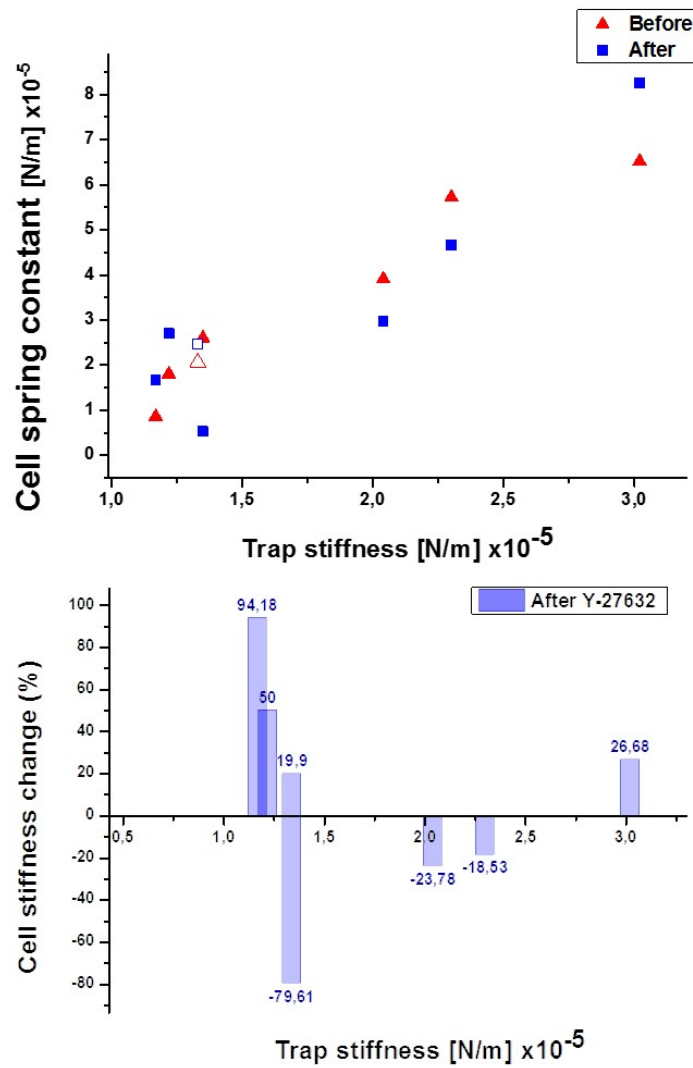 Before
After
Cell spring constant [N/m] x10-5
8
7
6
5
4
3
2
1
0
1,0 1,5 2,0 2,5 3,0
Trap stiffness [N/m] x10-5
After Y-27632
Cell stiffness change (%)
100
80
60
40
20
0
-20
-40
-60
-80
94,18
50
19,9
26,68
0,5 1,0 1,5 2,0 2,5 3,0
-23,78
-18,53
-79,61
Trap stiffness [N/m] x10-5